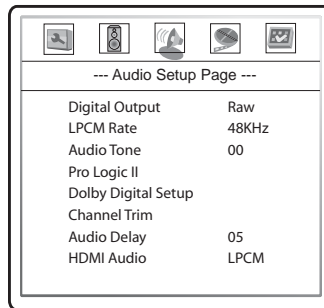 --- Audio Setup Page ---
Digital Output Raw
LPCM Rate 48KHz
Audio Tone 00
Pro Logic II
Dolby Digital Setup
Channel Trim
Audio Delay 05
HDMI Audio LPCM